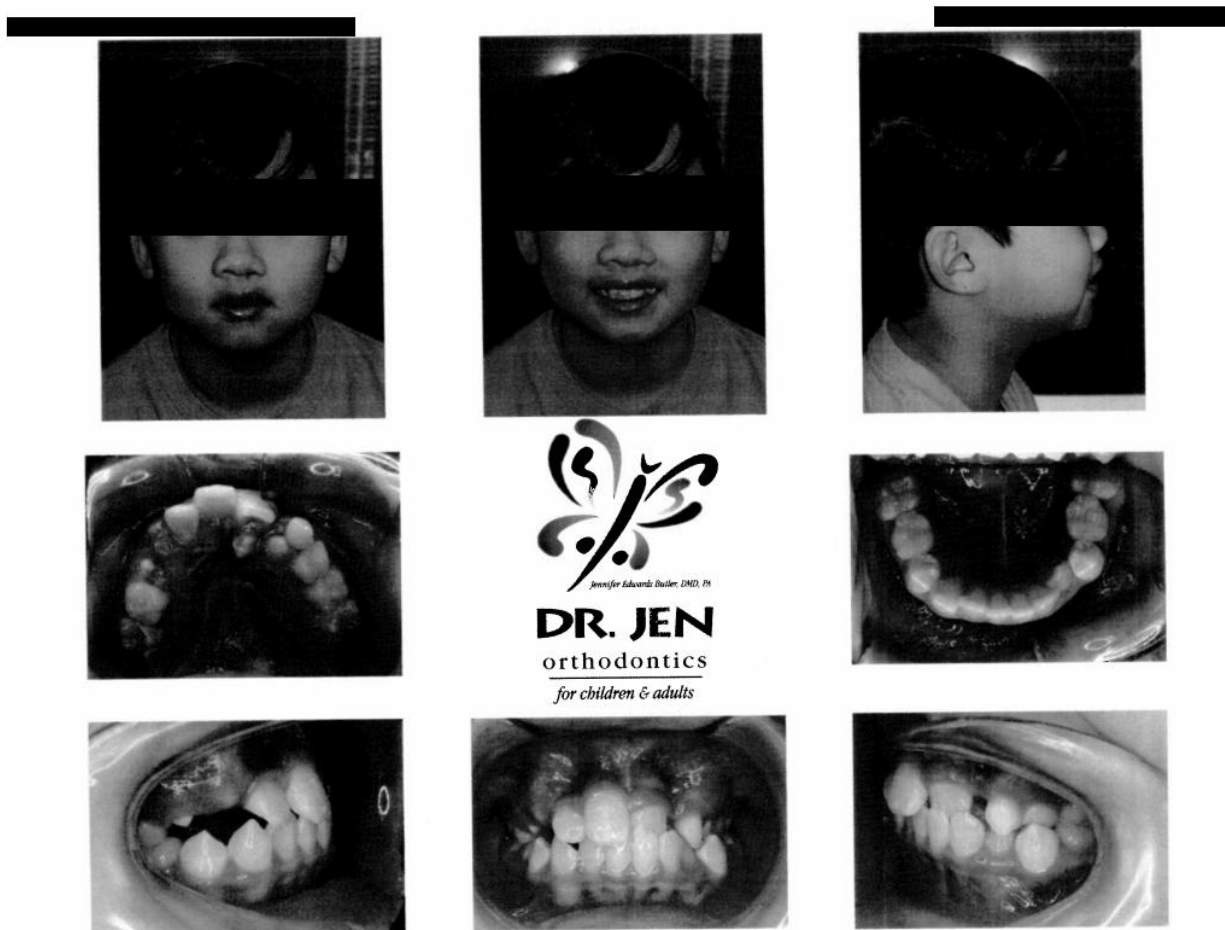 Jennifer Edwards Butler, DMD, PA
DR. JEN
orthodontics
for children & adults